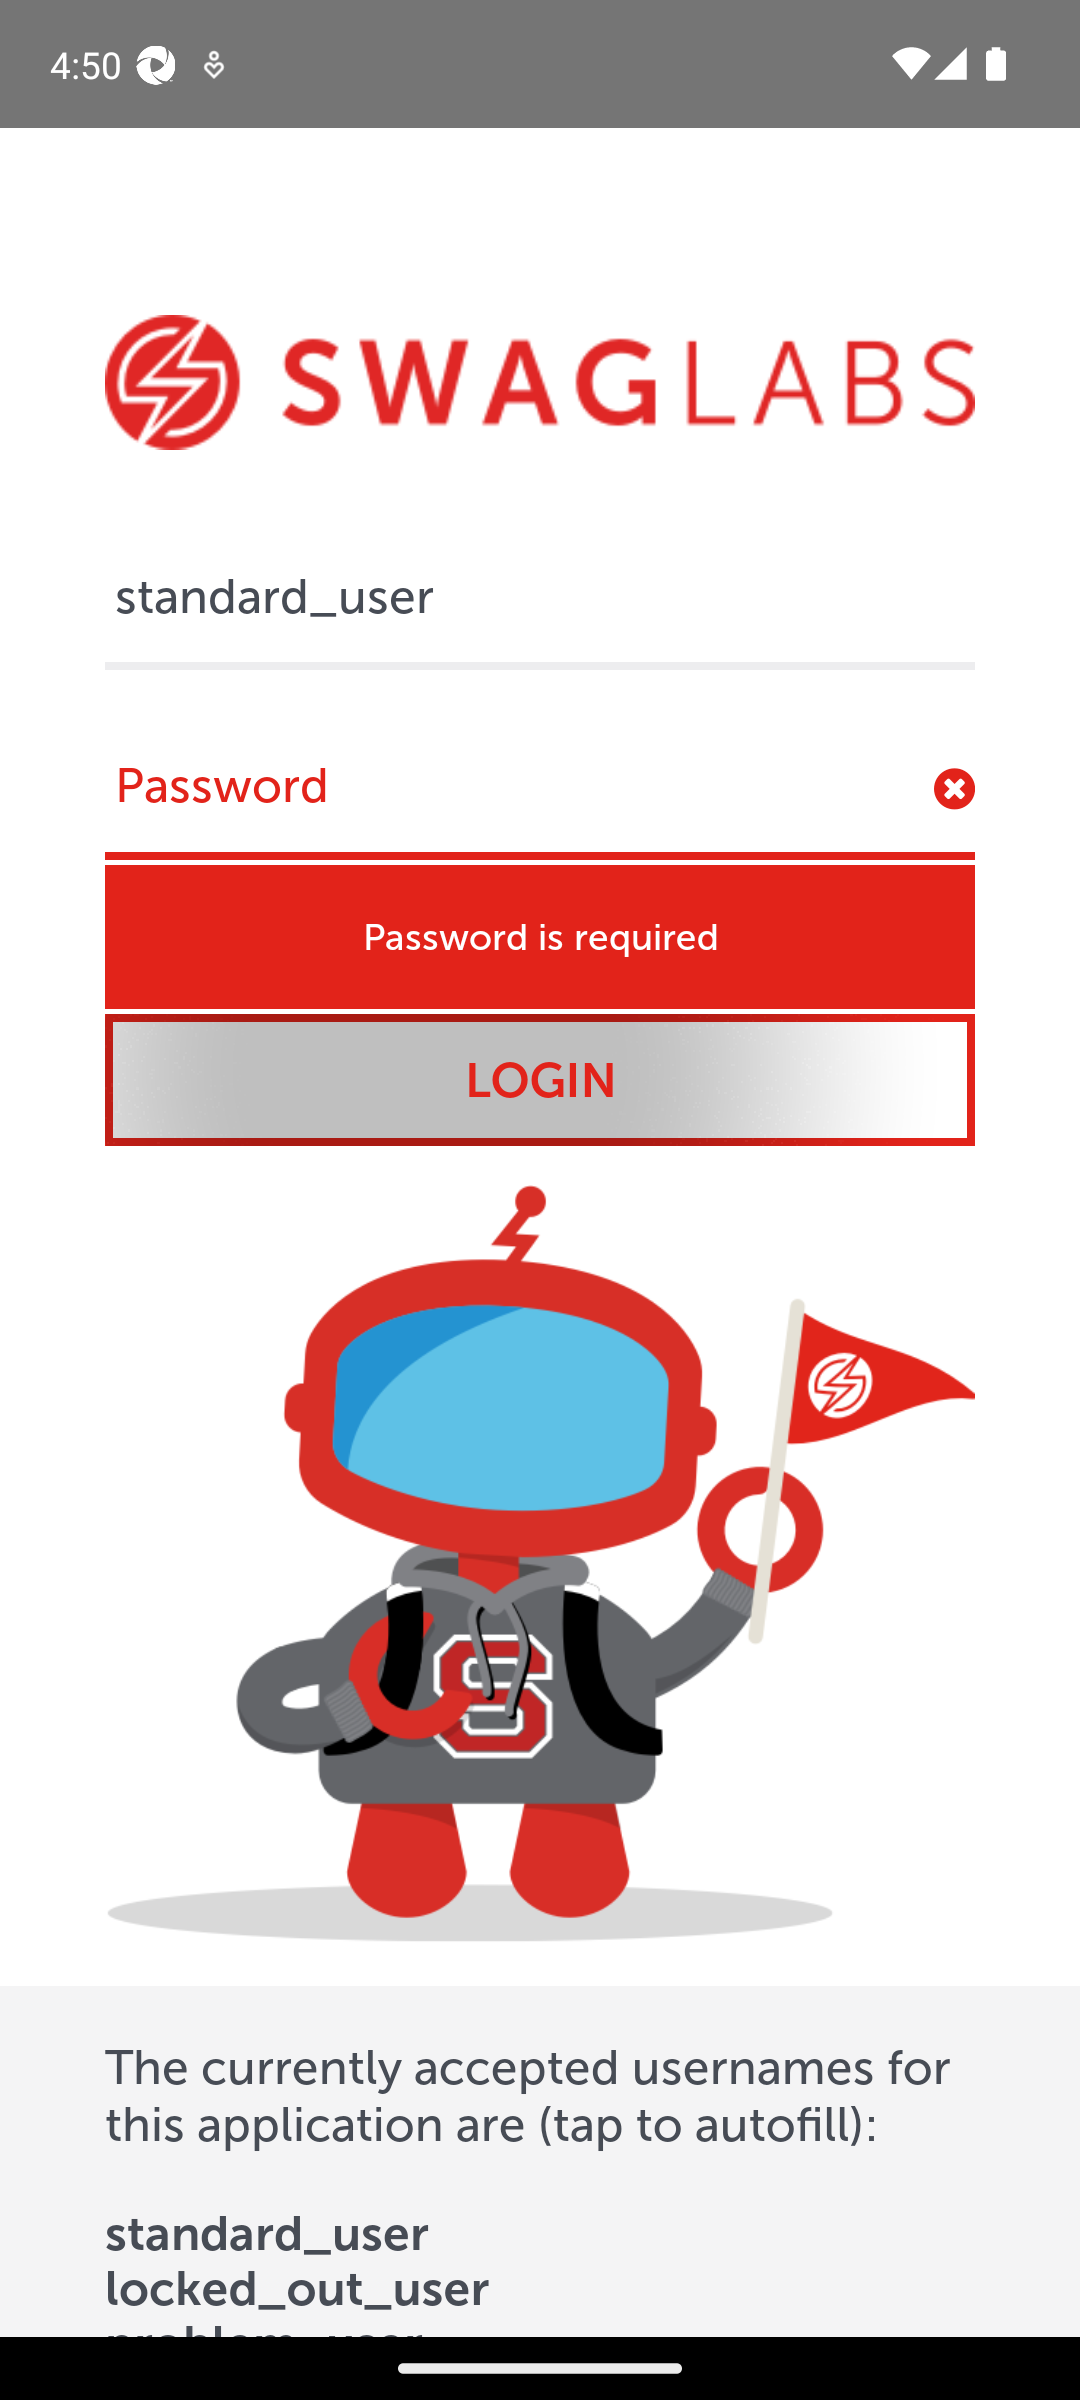 4:50
SWAGLABS
standard_user
Password
Password is required
LOGIN
S
The currently accepted usernames for
this application are (tap to autofill):
standard_user
locked_out_user
problem_user